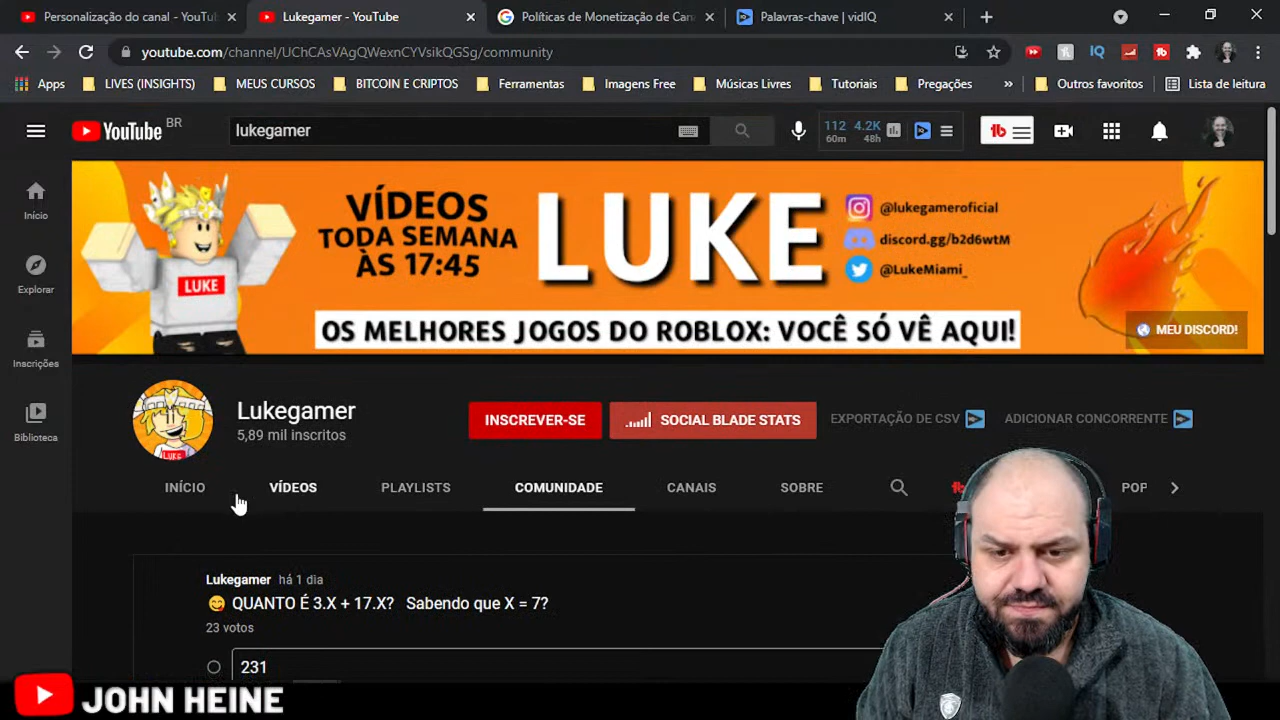 Personalização do canal - YouTu
Lukegamer - YouTube
Políticas de Monetização de Can
Palavras-chave | vidIQ
youtube.com/channel/UChCAsVAgQWexnCYVsikQGSg/community
IQ
Apps
LIVES (INSIGHTS)
MEUS CURSOS
BITCOIN E CRIPTOS
Ferramentas
Imagens Free
Músicas Livres
Tutoriais
Pregações
»
Outros favoritos
Lista de leitura
YouTube BR
lukegamer
112 4.2K
60m 48h
tb
Início
Explorar
Inscrições
Biblioteca
VÍDEOS
TODA SEMANA
ÀS 17:45
LUKE
@lukegameroficial
discord.gg/b2d6wtM
@LukeMiami_
LUKE
OS MELHORES JOGOS DO ROBLOX: VOCÊ SÓ VÊ AQUI!
MEU DISCORD!
LUKE
Lukegamer
5,89 mil inscritos
INSCREVER-SE
SOCIAL BLADE STATS
EXPORTAÇÃO DE CSV
ADICIONAR CONCORRENTE
INÍCIO
VÍDEOS
PLAYLISTS
COMUNIDADE
CANAIS
SOBRE
POP
Lukegamer há 1 dia
😋 QUANTO É 3.X + 17.X? Sabendo que X = 7?
23 votos
231
JOHN HEINE